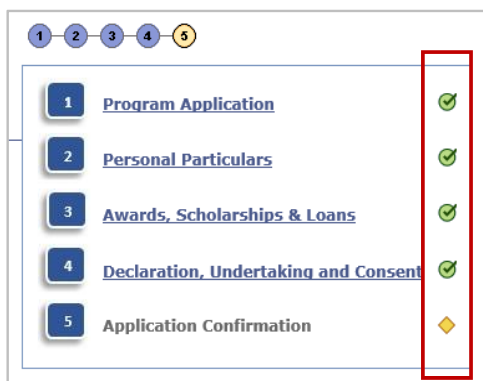 1 2 3 4 5
1 Program Application
2 Personal Particulars
3 Awards, Scholarships & Loans
4 Declaration, Undertaking and Consent
5 Application Confirmation